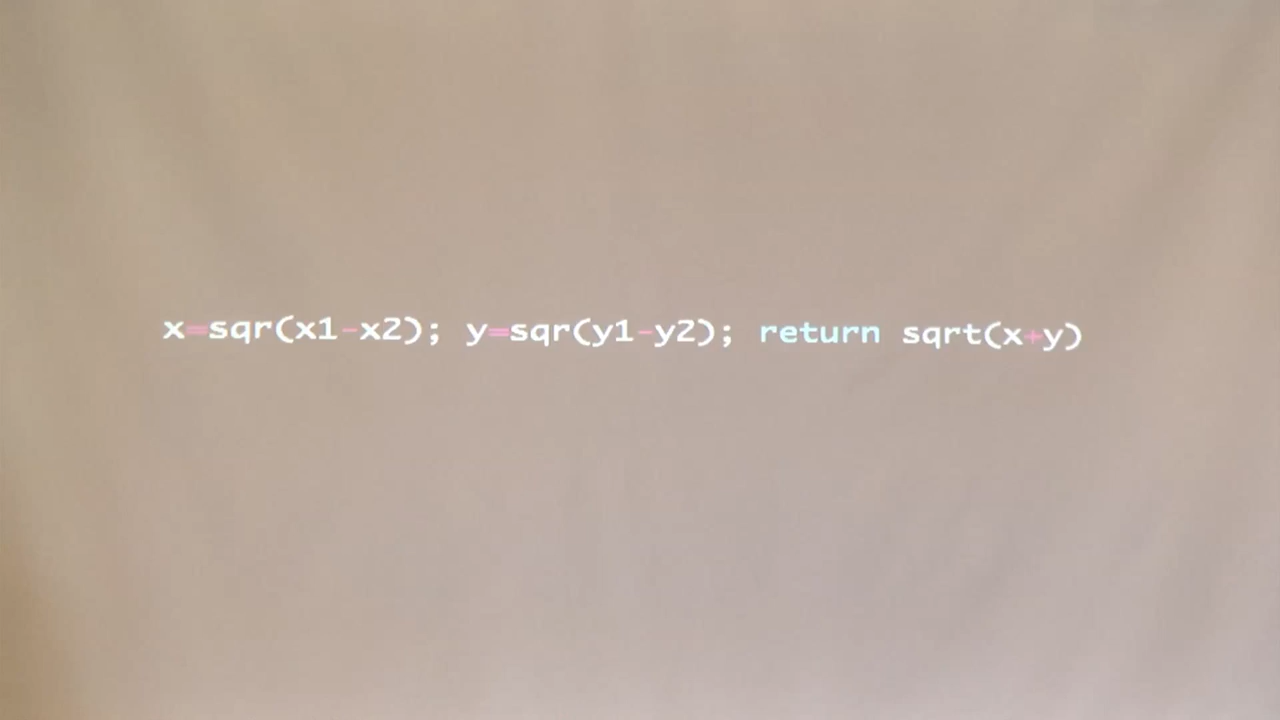 x=sqr(x1-x2); y=sqr(y1-y2); return sqrt(x+y)